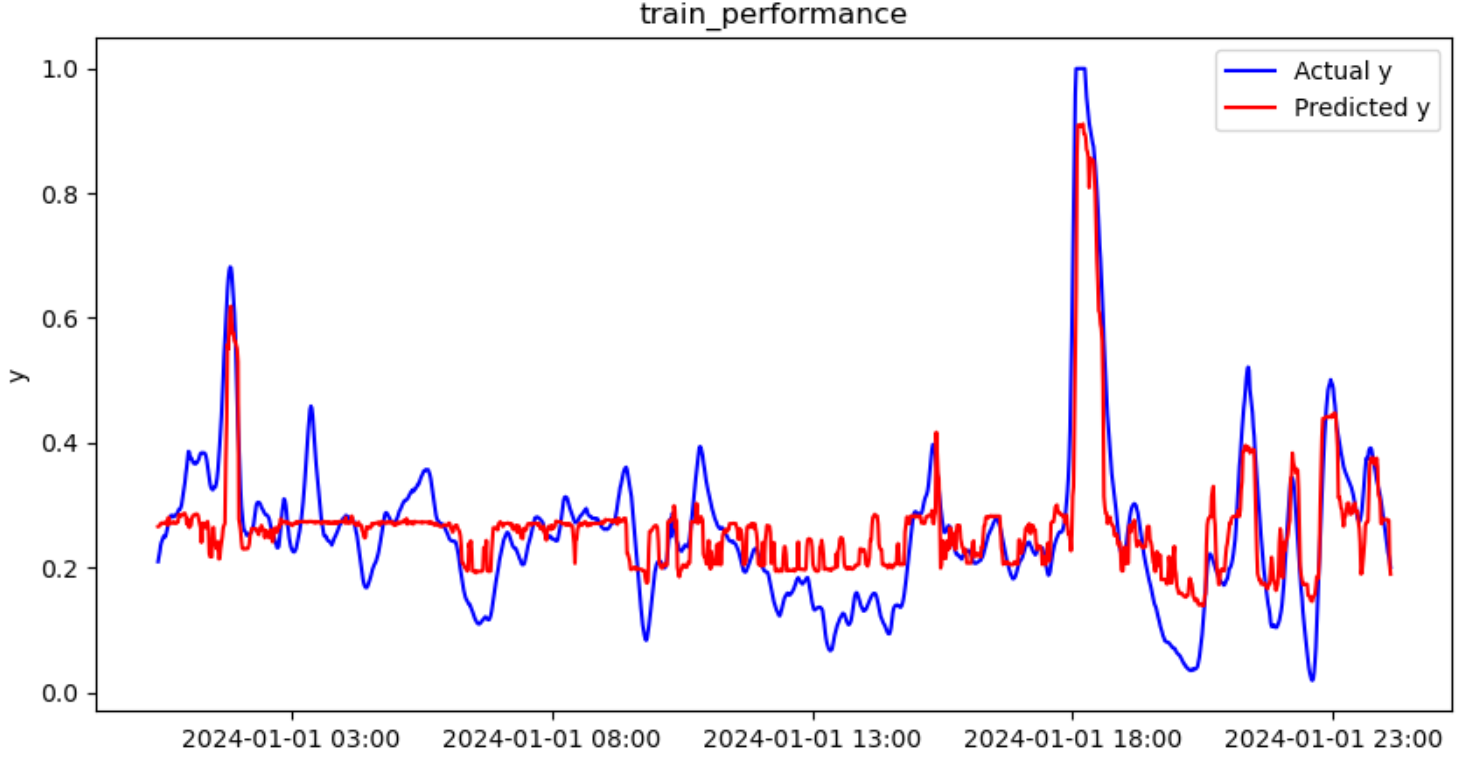 train_performance
Actual y
Predicted y
1.0
0.8
0.6
0.4
0.2
0.0
y
2024-01-01 03:00
2024-01-01 08:00
2024-01-01 13:00
2024-01-01 18:00
2024-01-01 23:00